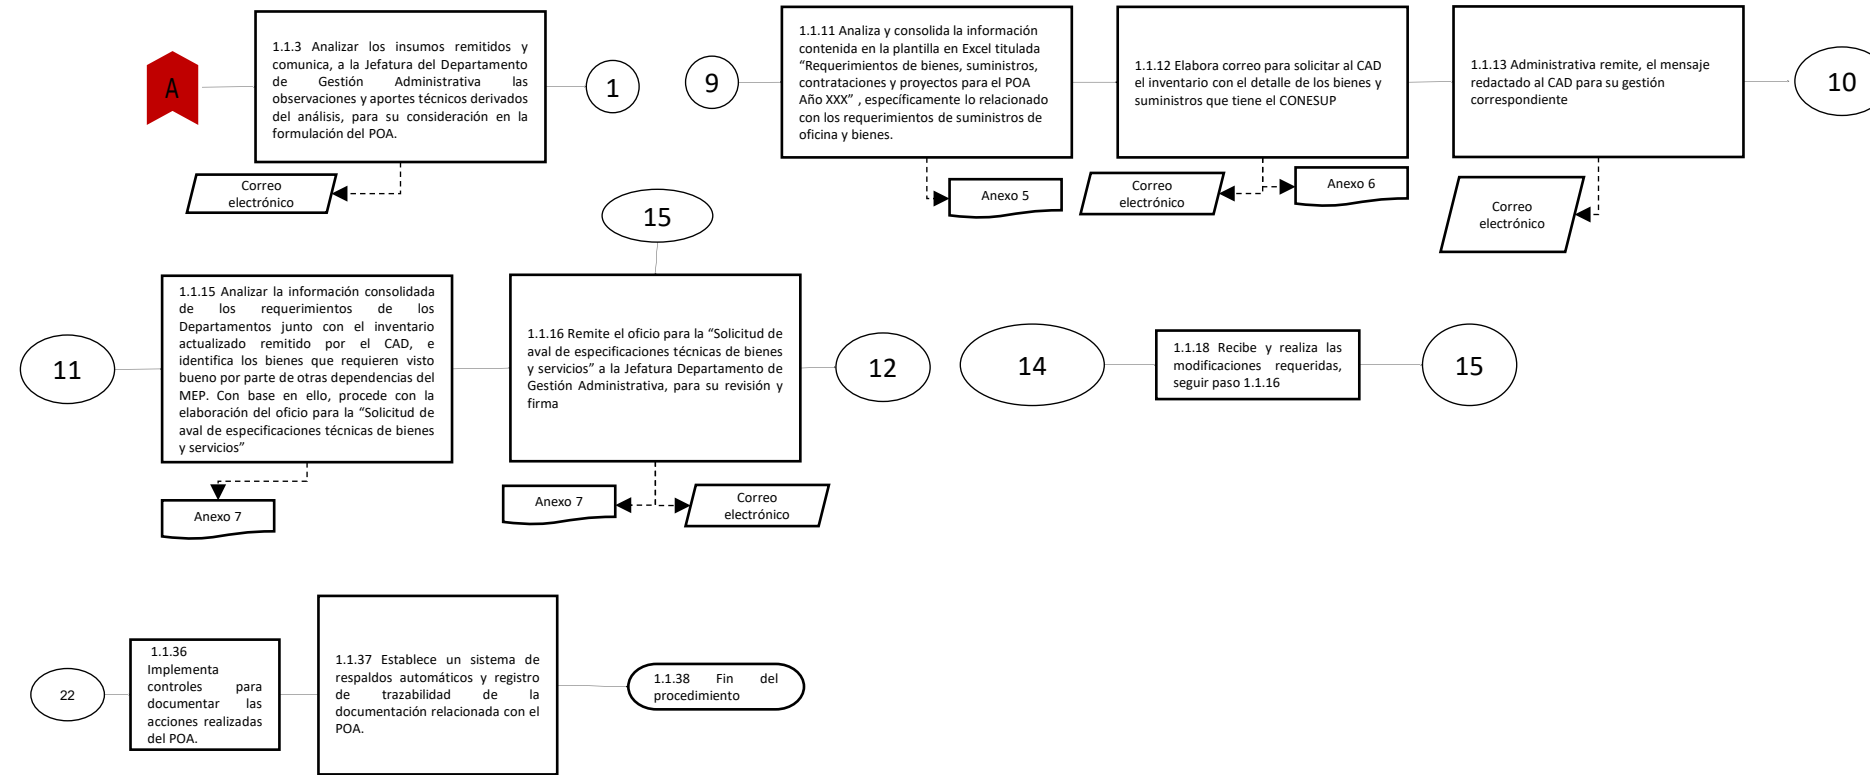 A
1.1.3 Analizar los insumos remitidos y
comunica, a la Jefatura del Departamento
de Gestión Administrativa las
observaciones y aportes técnicos derivados
del análisis, para su consideración en la
formulación del POA.
1
Correo
electrónico
9
1.1.11 Analiza y consolida la información
contenida en la plantilla en Excel titulada
“Requerimientos de bienes, suministros,
contrataciones y proyectos para el POA
Año XXX” , específicamente lo relacionado
con los requerimientos de suministros de
oficina y bienes.
Anexo 5
1.1.12 Elabora correo para solicitar al CAD
el inventario con el detalle de los bienes y
suministros que tiene el CONESUP
Correo
electrónico
Anexo 6
1.1.13 Administrativa remite, el mensaje
redactado al CAD para su gestión
correspondiente
Correo
electrónico
10
15
11
1.1.15 Analizar la información consolidada
de los requerimientos de los
Departamentos junto con el inventario
actualizado remitido por el CAD, e
identifica los bienes que requieren visto
bueno por parte de otras dependencias del
MEP. Con base en ello, procede con la
elaboración del oficio para la “Solicitud de
aval de especificaciones técnicas de bienes
y servicios”
Anexo 7
1.1.16 Remite el oficio para la “Solicitud de
aval de especificaciones técnicas de bienes
y servicios” a la Jefatura Departamento de
Gestión Administrativa, para su revisión y
firma
Anexo 7
Correo
electrónico
12
14
1.1.18 Recibe y realiza las
modificaciones requeridas,
seguir paso 1.1.16
15
22
1.1.36
Implementa
controles para
documentar las
acciones realizadas
del POA.
1.1.37 Establece un sistema de
respaldos automáticos y registro
de trazabilidad de la
documentación relacionada con el
POA.
1.1.38 Fin del
procedimiento